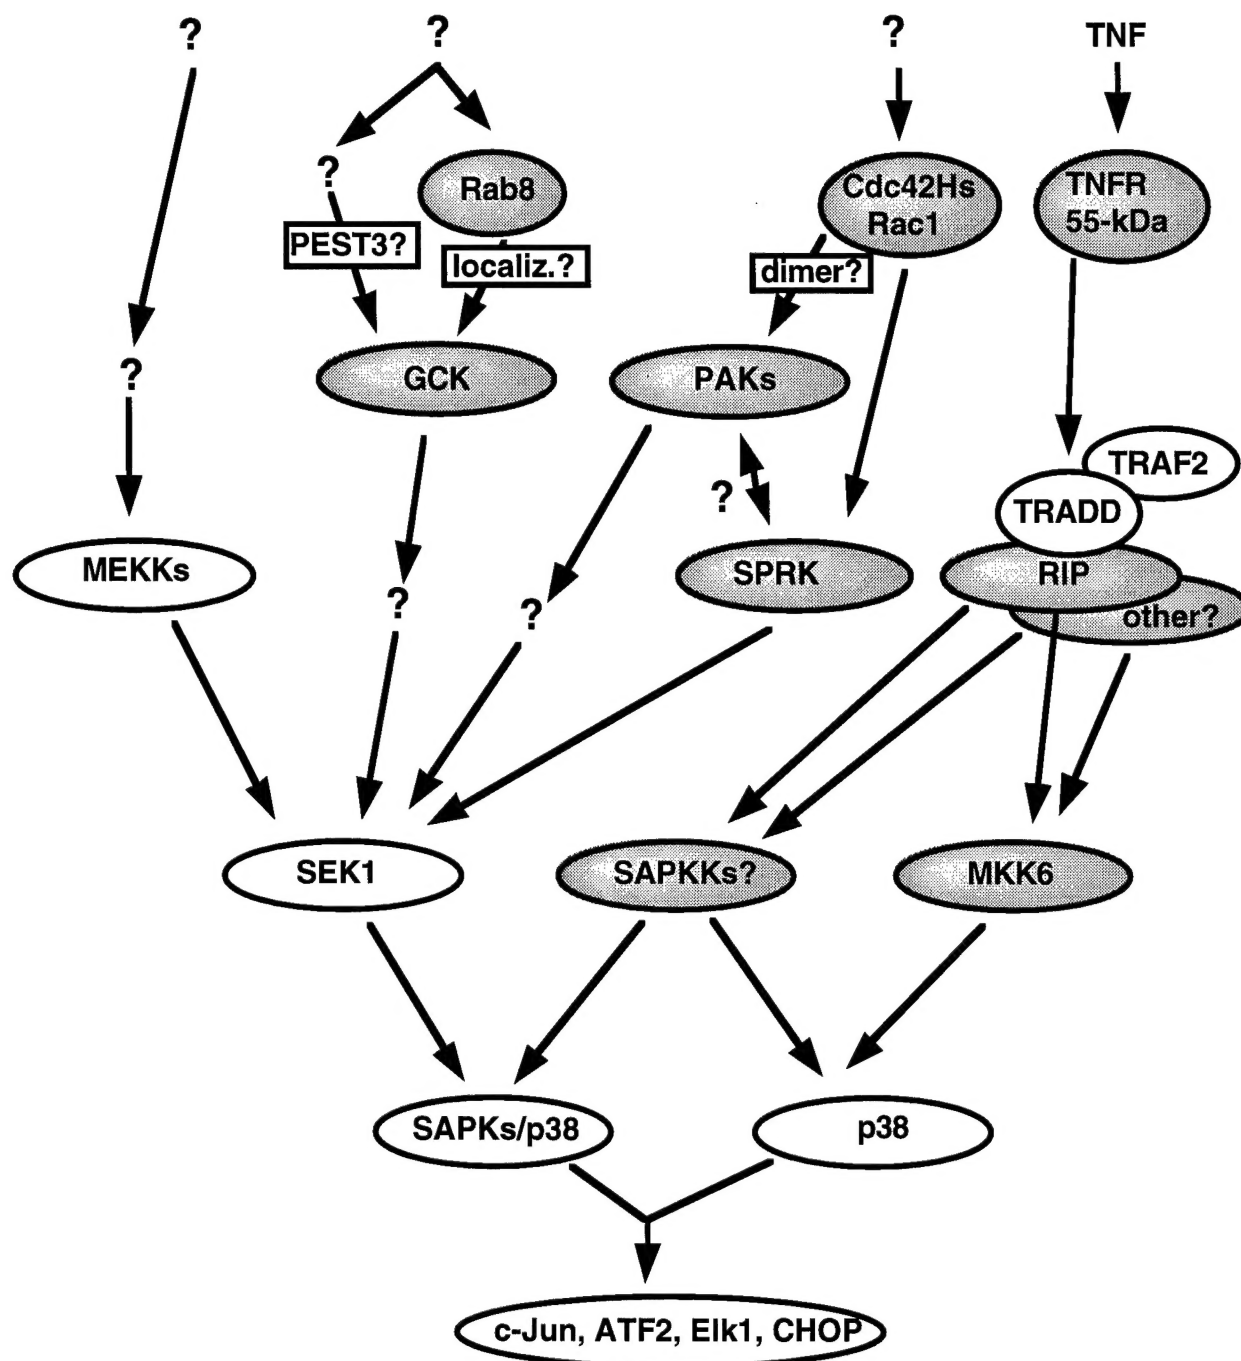 ?
?
?
TNF
?
Rab8
Cdc42Hs
Rac1
TNFR
55-kDa
PEST3?
localiz.?
dimer?
?
GCK
PAKs
TRAF2
?
TRADD
MEKKs
SPRK
RIP
?
?
other?
SEK1
SAPKKs?
MKK6
SAPKs/p38
p38
c-Jun, ATF2, Elk1, CHOP